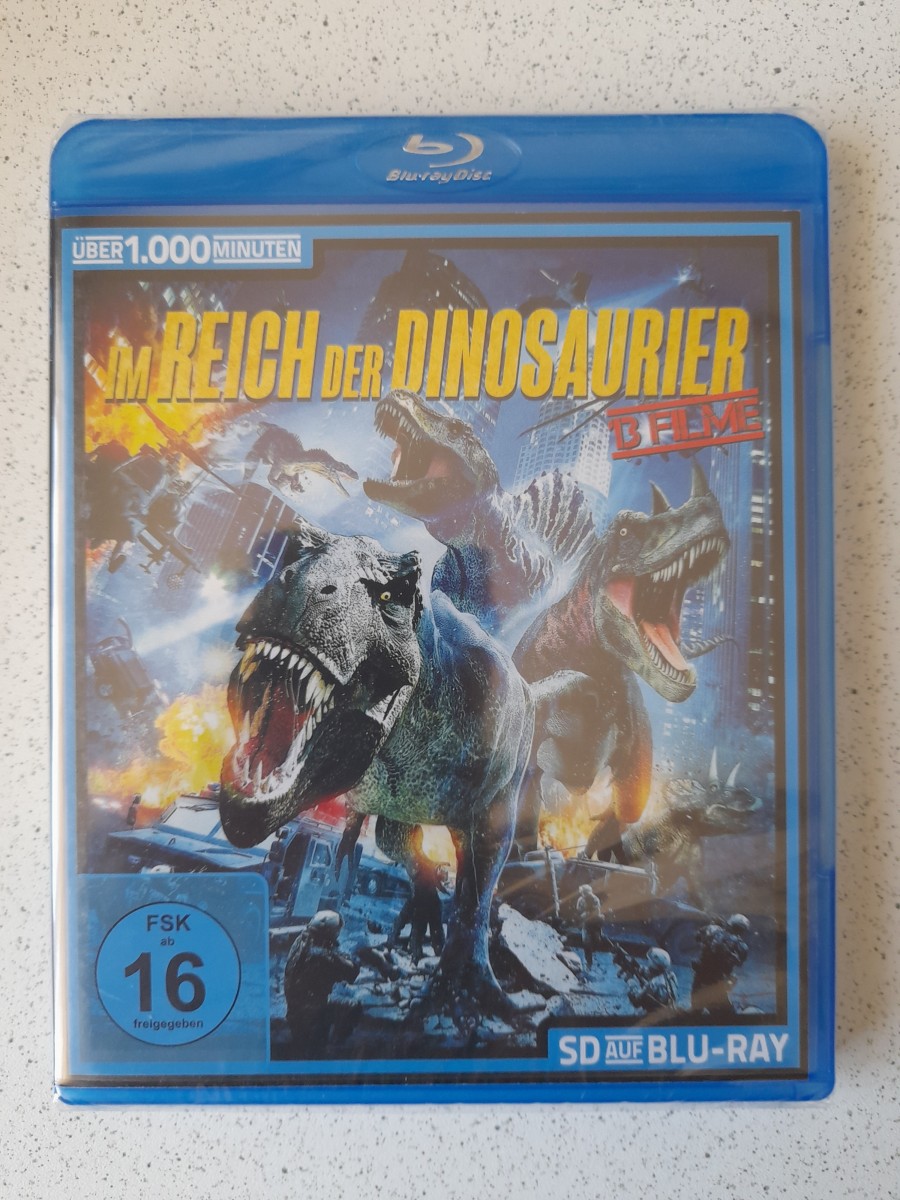 Blu-ray Disc
ÜBER 1.000 MINUTEN
IM REICH DER DINOSAURIER
13 FILME
FSK
ab
16
freigegeben
SD AUF BLU-RAY